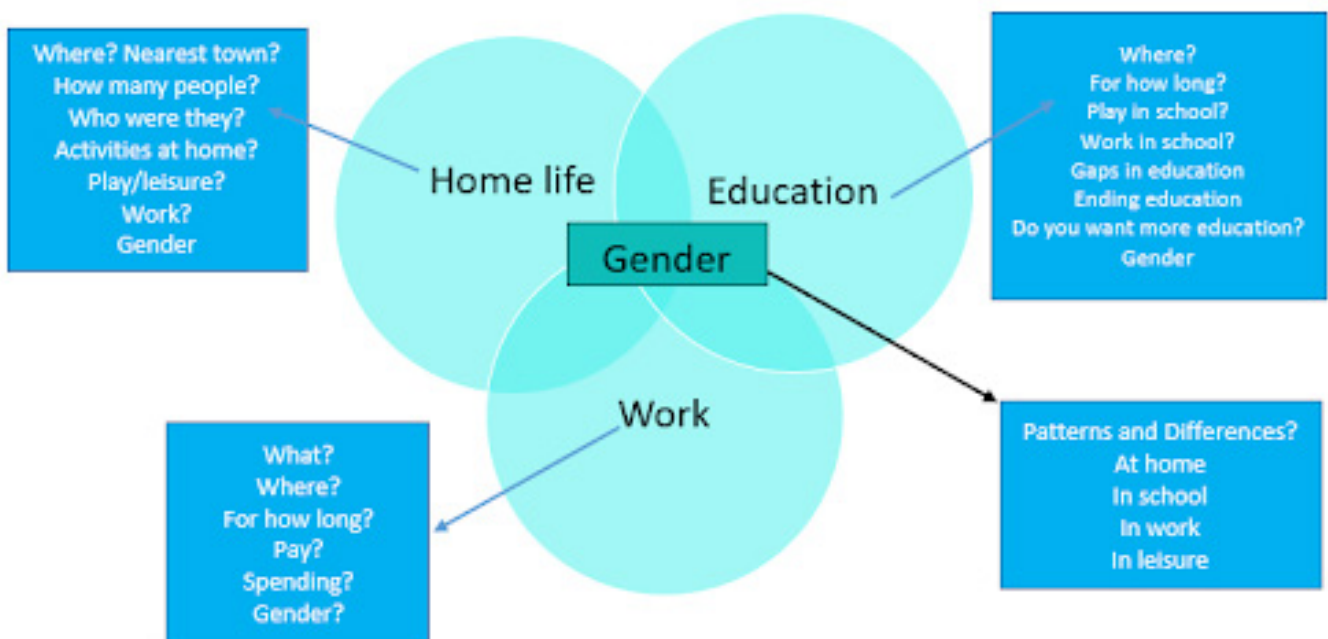 Where? Nearest town?
How many people?
Who were they?
Activities at home?
Play/leisure?
Work?
Gender
Home life
Education
Gender
Work
Where?
For how long?
Play in school?
Work in school?
Gaps in education
Ending education
Do you want more education?
Gender
What?
Where?
For how long?
Pay?
Spending?
Gender?
Patterns and Differences?
At home
In school
In work
In leisure